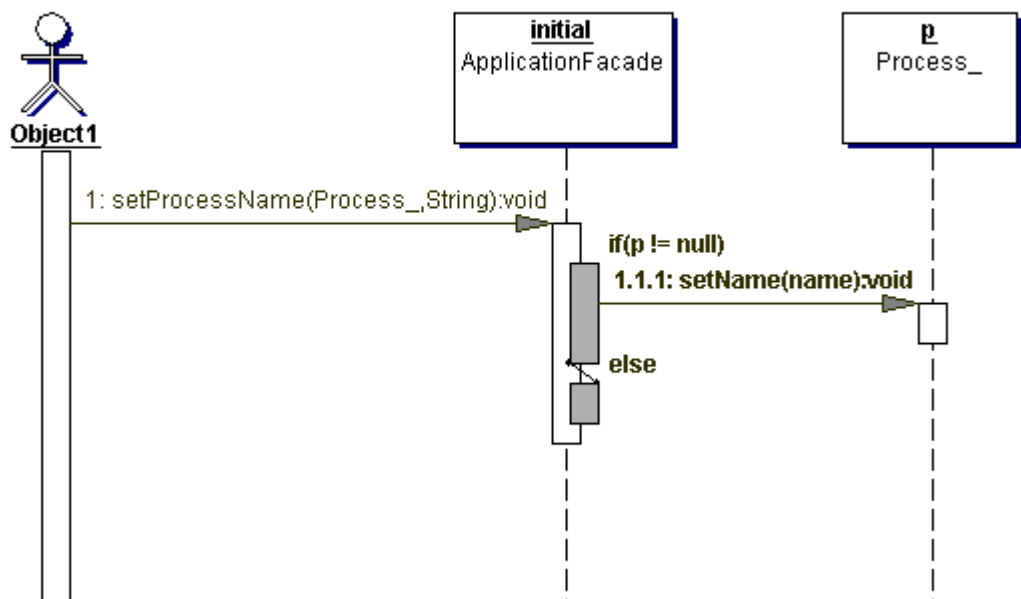 Object1
initial
ApplicationFacade
p
Process_
1: setProcessName(Process_,String):void
if(p != null)
1.1.1: setName(name):void
else